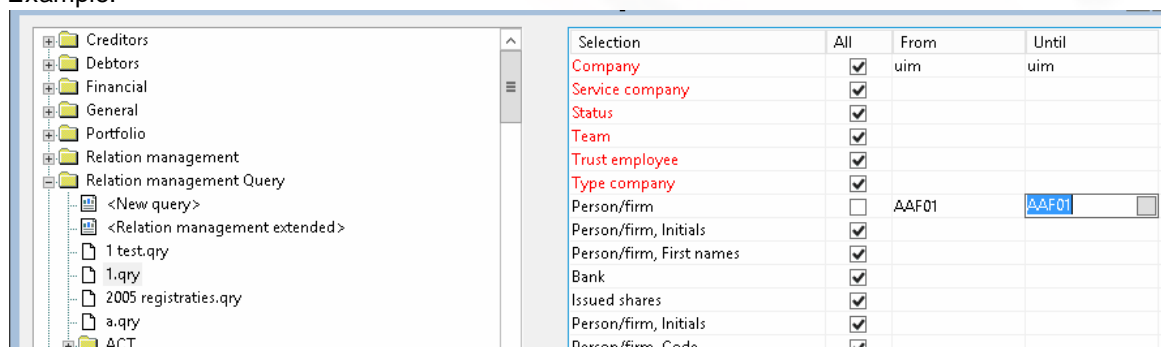 Example:
Creditors
Debtors
Financial
General
Portfolio
Relation management
Relation management Query
<New query>
<Relation management extended>
1 test.qry
1.qry
2005 registraties.qry
a.qry
ACT
Selection All From Until
Company uim uim
Service company
Status
Team
Trust employee
Type company
Person/firm AAF01 AAF01
Person/firm, Initials
Person/firm, First names
Bank
Issued shares
Person/firm, Initials
Person/firm, Code